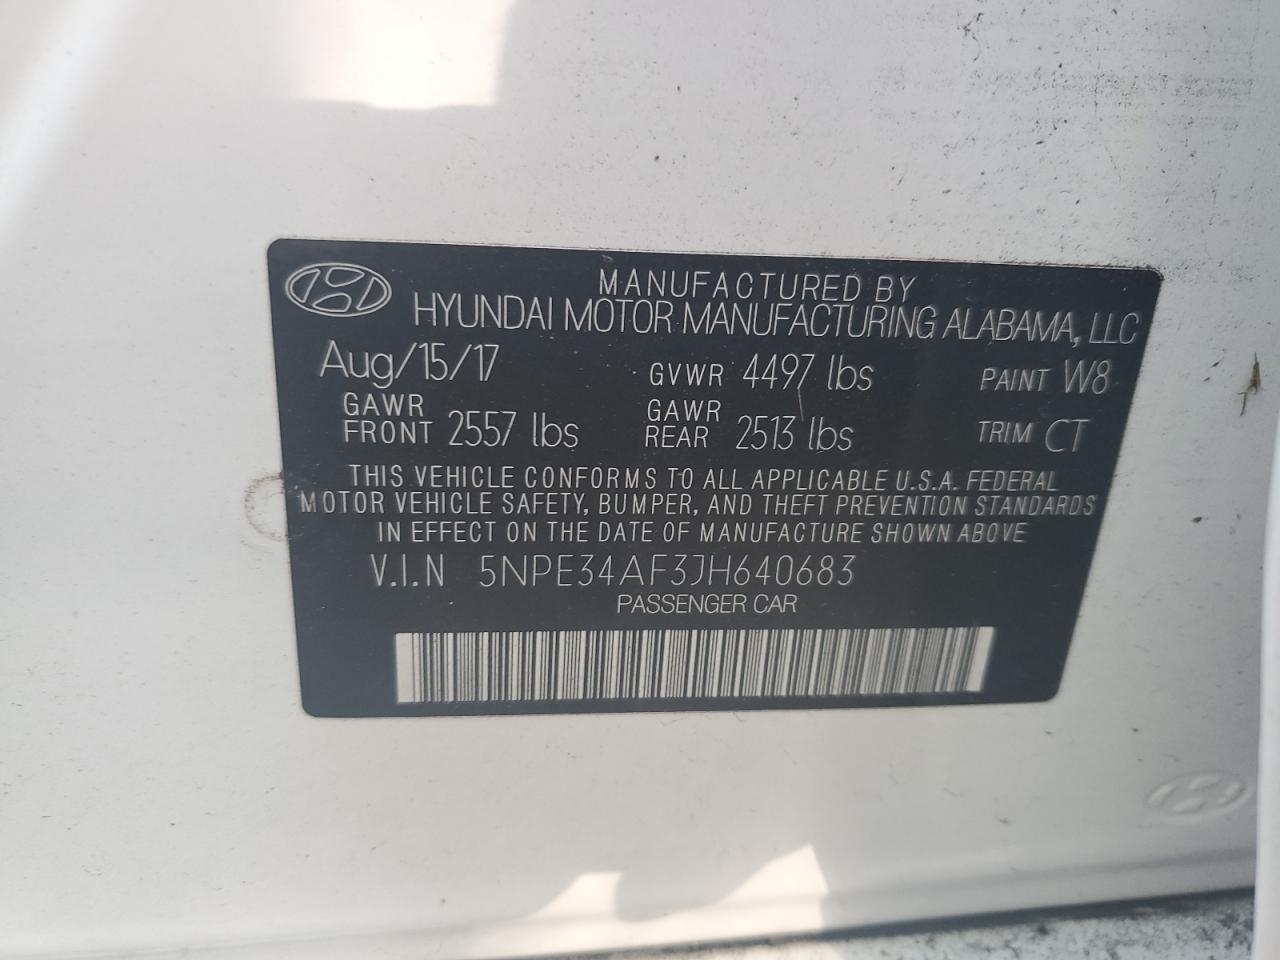 MANUFACTURED BY
HYUNDAI MOTOR MANUFACTURING ALABAMA, LLC
Aug/15/17 GVWR 4497 lbs PAINT W8
GAWR FRONT 2557 lbs GAWR REAR 2513 lbs TRIM CT
THIS VEHICLE CONFORMS TO ALL APPLICABLE U.S.A. FEDERAL
MOTOR VEHICLE SAFETY, BUMPER, AND THEFT PREVENTION STANDARDS
IN EFFECT ON THE DATE OF MANUFACTURE SHOWN ABOVE
V.I.N 5NPE34AF3JH640683
PASSENGER CAR